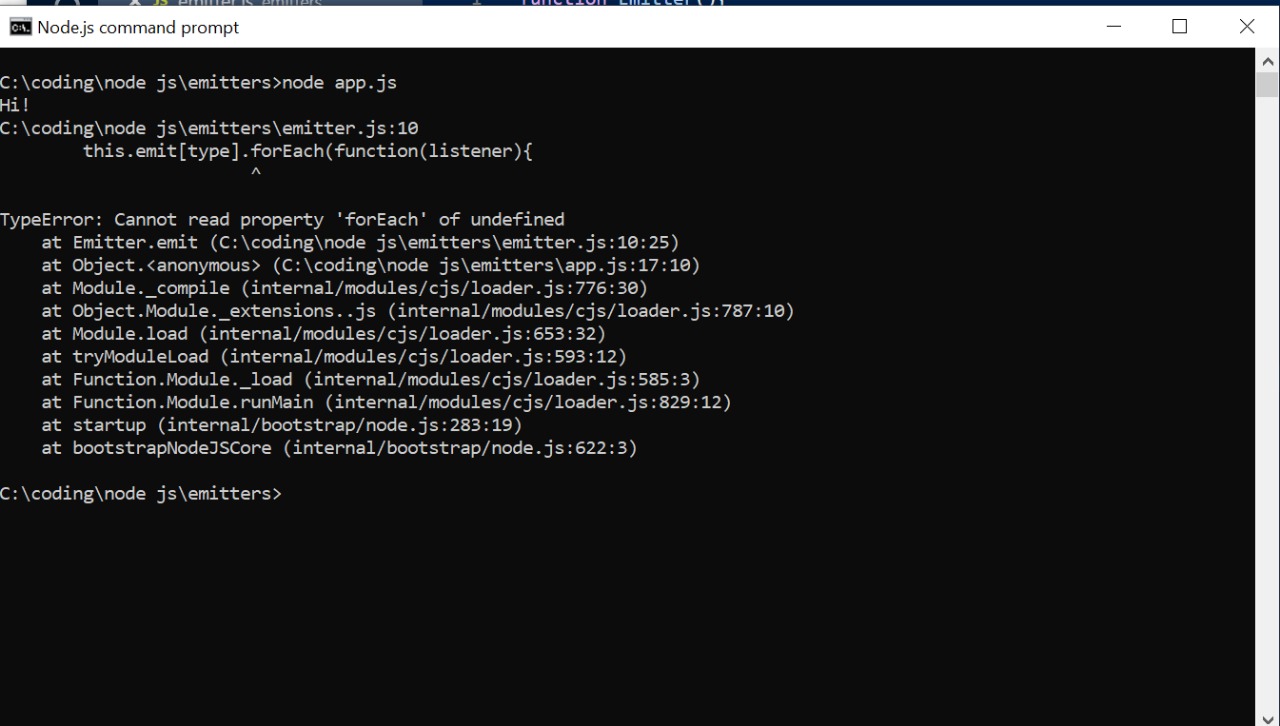 emitter.js emitters 1 function Emitter(){
Node.js command prompt
C:\coding\node js\emitters>node app.js
Hi!
C:\coding\node js\emitters\emitter.js:10
        this.emit[type].forEach(function(listener){
                        ^
TypeError: Cannot read property 'forEach' of undefined
    at Emitter.emit (C:\coding\node js\emitters\emitter.js:10:25)
    at Object.<anonymous> (C:\coding\node js\emitters\app.js:17:10)
    at Module._compile (internal/modules/cjs/loader.js:776:30)
    at Object.Module._extensions..js (internal/modules/cjs/loader.js:787:10)
    at Module.load (internal/modules/cjs/loader.js:653:32)
    at tryModuleLoad (internal/modules/cjs/loader.js:593:12)
    at Function.Module._load (internal/modules/cjs/loader.js:585:3)
    at Function.Module.runMain (internal/modules/cjs/loader.js:829:12)
    at startup (internal/bootstrap/node.js:283:19)
    at bootstrapNodeJSCore (internal/bootstrap/node.js:622:3)
C:\coding\node js\emitters>